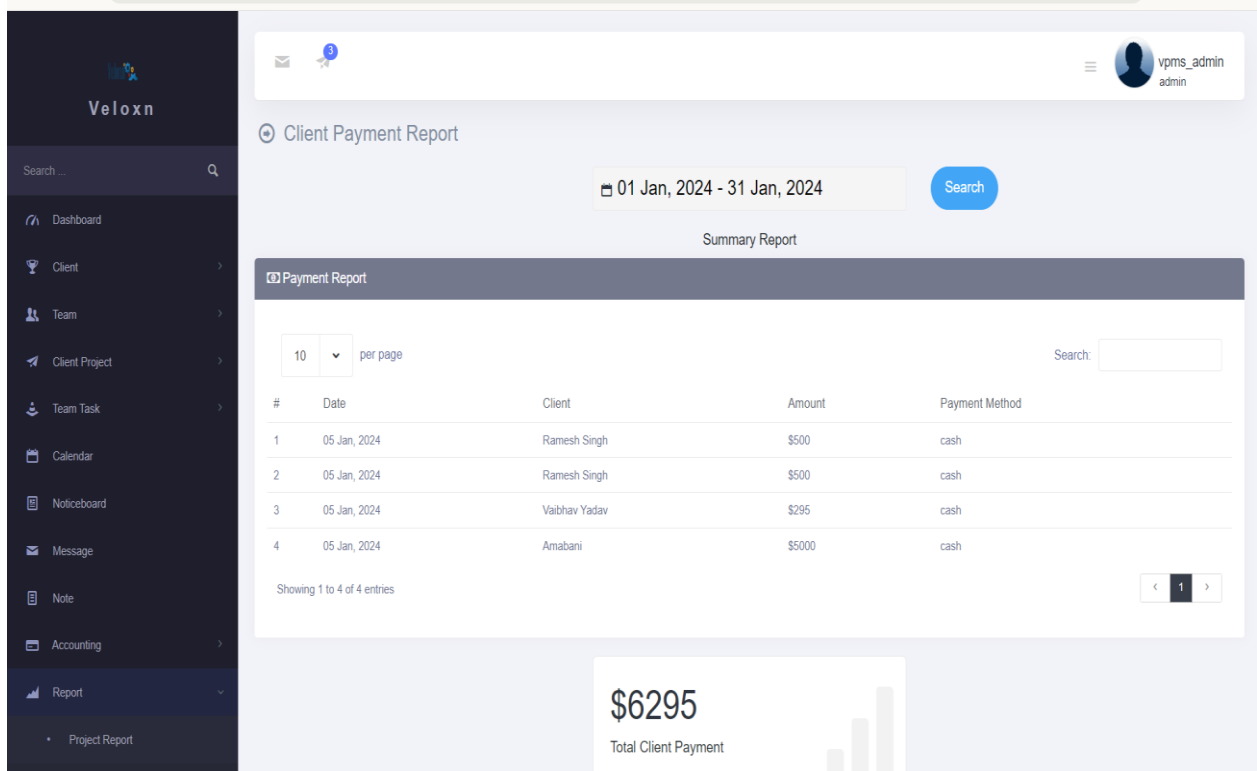 Veloxn
Search ...
Dashboard
Client
Team
Client Project
Team Task
Calendar
Noticeboard
Message
Note
Accounting
Report
Project Report
3
vpms_admin
admin
Client Payment Report
01 Jan, 2024 - 31 Jan, 2024
Search
Summary Report
Payment Report
10 per page
Search:
# Date Client Amount Payment Method
1 05 Jan, 2024 Ramesh Singh $500 cash
2 05 Jan, 2024 Ramesh Singh $500 cash
3 05 Jan, 2024 Vaibhav Yadav $295 cash
4 05 Jan, 2024 Amabani $5000 cash
Showing 1 to 4 of 4 entries
1
$6295
Total Client Payment